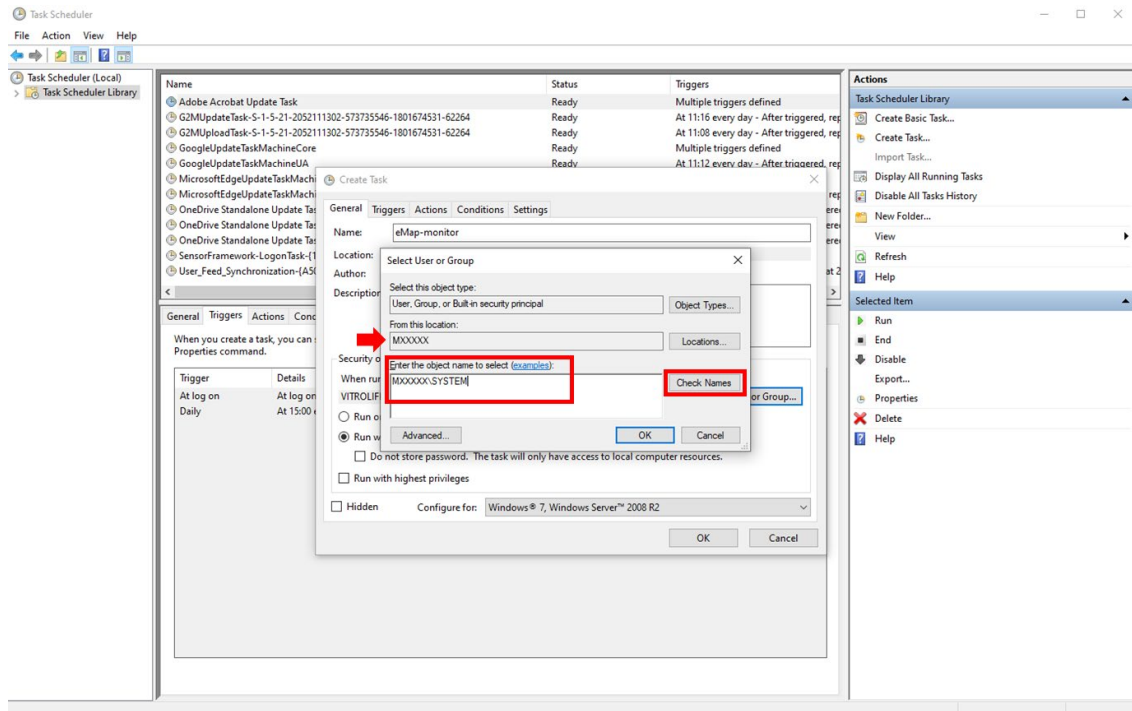 Task Scheduler
File Action View Help
Task Scheduler (Local)
Task Scheduler Library
Name Status Triggers
Adobe Acrobat Update Task Ready Multiple triggers defined
G2MUpdateTask-S-1-5-21-2052111302-573735546-1801674531-62264 Ready At 11:16 every day - After triggered, rep
G2MUploadTask-S-1-5-21-2052111302-573735546-1801674531-62264 Ready At 11:08 every day - After triggered, rep
GoogleUpdateTaskMachineCore Ready Multiple triggers defined
GoogleUpdateTaskMachineUA Ready At 11:12 every day - After triggered, rep
MicrosoftEdgeUpdateTaskMachi
MicrosoftEdgeUpdateTaskMachi rep
OneDrive Standalone Update Tas
OneDrive Standalone Update Tas
OneDrive Standalone Update Tas
SensorFramework-LogonTask-{1
User_Feed_Synchronization-{A50 at 2
General Triggers Actions Conc
When you create a task, you can
Properties command.
Trigger Details
At log on At log on
Daily At 15:00
Create Task
General Triggers Actions Conditions Settings
Name: eMap-monitor
Location:
Author:
Description
Security o
When run
VITROLIF or Group...
Run o
Run w
Do not store password. The task will only have access to local computer resources.
Run with highest privileges
Hidden Configure for: Windows® 7, Windows Server™ 2008 R2
OK Cancel
Select User or Group
Select this object type:
User, Group, or Built-in security principal Object Types...
From this location:
MXXXXX Locations...
Enter the object name to select (examples):
MXXXXX\SYSTEM Check Names
Advanced... OK Cancel
Actions
Task Scheduler Library
Create Basic Task...
Create Task...
Import Task...
Display All Running Tasks
Disable All Tasks History
New Folder...
View
Refresh
Help
Selected Item
Run
End
Disable
Export...
Properties
Delete
Help